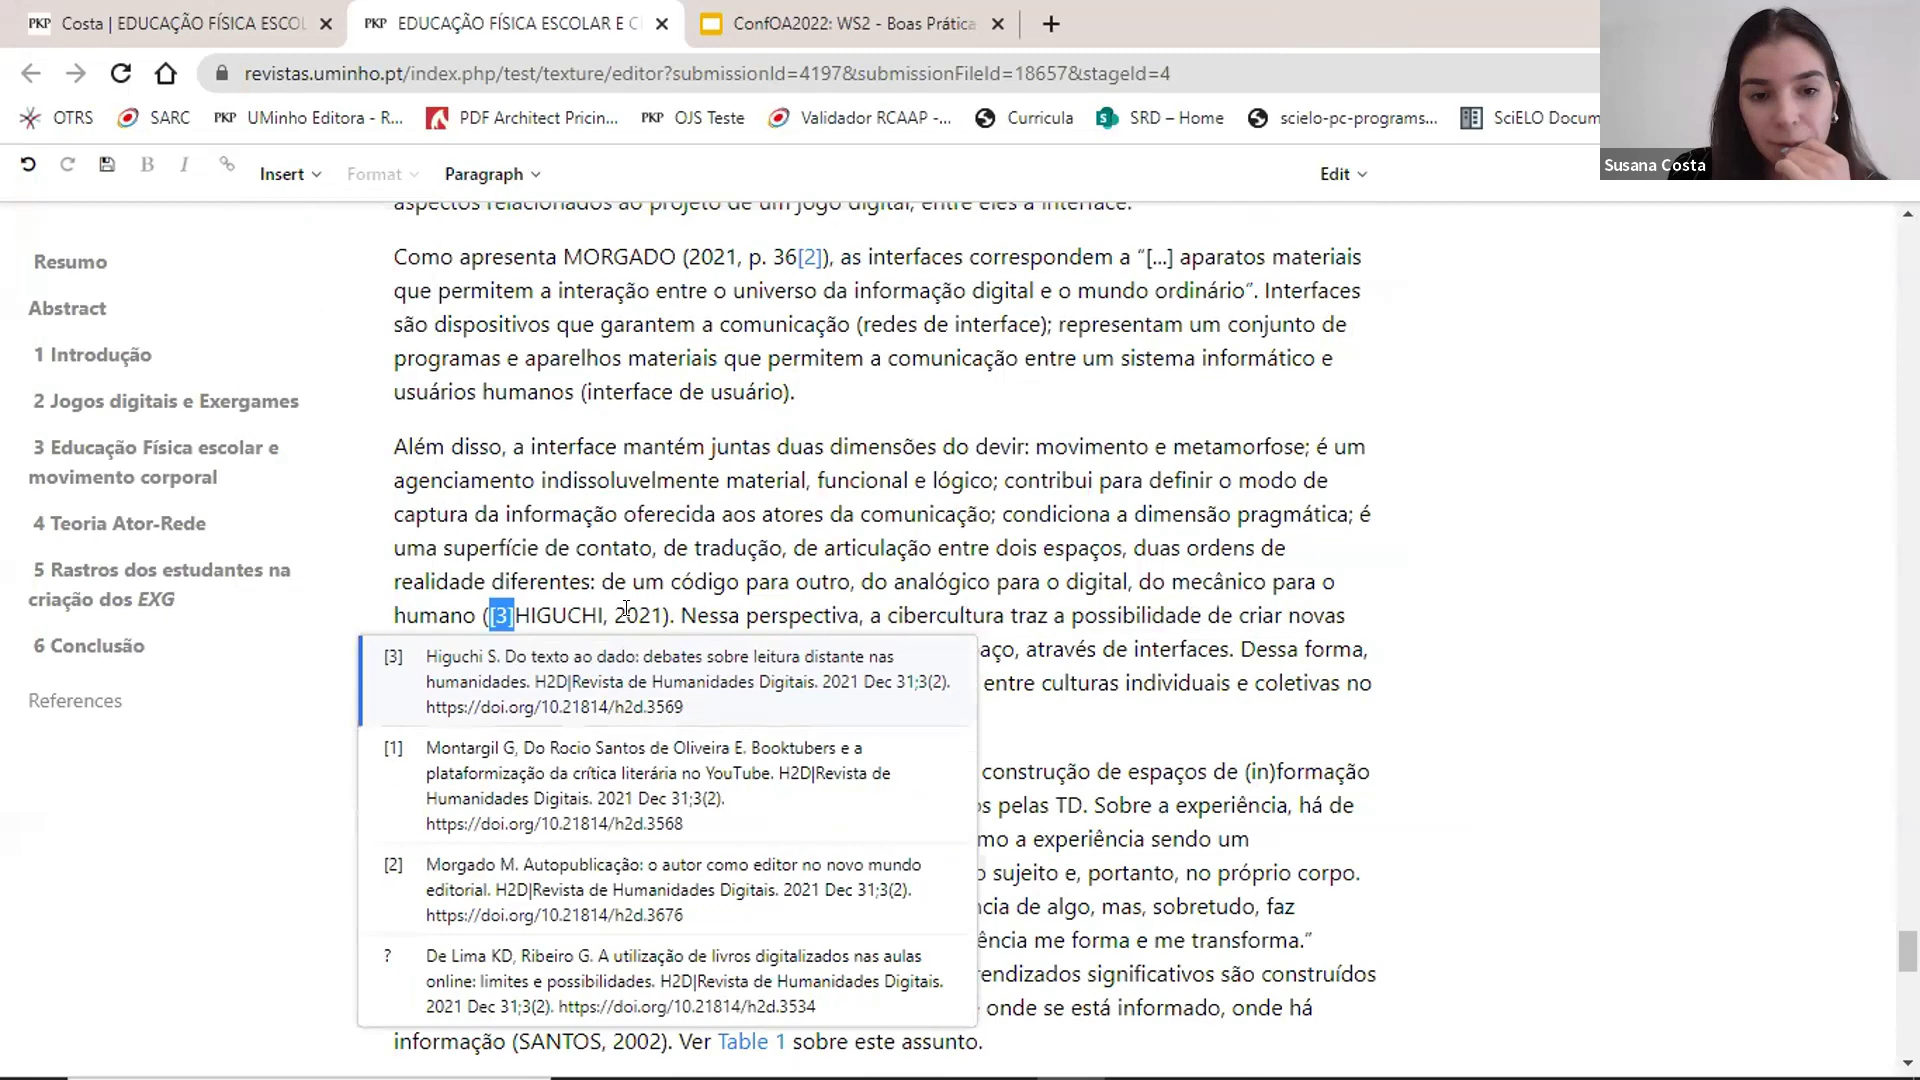 Costa | EDUCAÇÃO FÍSICA ESCOL
EDUCAÇÃO FÍSICA ESCOLAR E C
ConfOA2022: WS2 - Boas Prática
revistas.uminho.pt/index.php/test/texture/editor?submissionId=4197&submissionFileId=18657&stageId=4
OTRS
SARC
PKP UMinho Editora - R...
PDF Architect Pricin...
PKP OJS Teste
Validador RCAAP -...
Curricula
SRD – Home
scielo-pc-programs...
SciELO Docum
Susana Costa
Insert
Format
Paragraph
Edit
Resumo
Abstract
1 Introdução
2 Jogos digitais e Exergames
3 Educação Física escolar e
movimento corporal
4 Teoria Ator-Rede
5 Rastros dos estudantes na
criação dos EXG
6 Conclusão
References
aspectos relacionados ao projeto de um jogo digital, entre eles a interface.
Como apresenta MORGADO (2021, p. 36[2]), as interfaces correspondem a “[...] aparatos materiais
que permitem a interação entre o universo da informação digital e o mundo ordinário”. Interfaces
são dispositivos que garantem a comunicação (redes de interface); representam um conjunto de
programas e aparelhos materiais que permitem a comunicação entre um sistema informático e
usuários humanos (interface de usuário).
Além disso, a interface mantém juntas duas dimensões do devir: movimento e metamorfose; é um
agenciamento indissoluvelmente material, funcional e lógico; contribui para definir o modo de
captura da informação oferecida aos atores da comunicação; condiciona a dimensão pragmática; é
uma superfície de contato, de tradução, de articulação entre dois espaços, duas ordens de
realidade diferentes: de um código para outro, do analógico para o digital, do mecânico para o
humano ([3]HIGUCHI, 2021). Nessa perspectiva, a cibercultura traz a possibilidade de criar novas
aço, através de interfaces. Dessa forma,
entre culturas individuais e coletivas no
construção de espaços de (in)formação
s pelas TD. Sobre a experiência, há de
mo a experiência sendo um
o sujeito e, portanto, no próprio corpo.
ncia de algo, mas, sobretudo, faz
ência me forma e me transforma.”
rendizados significativos são construídos
onde se está informado, onde há
informação (SANTOS, 2002). Ver Table 1 sobre este assunto.
[3] Higuchi S. Do texto ao dado: debates sobre leitura distante nas
humanidades. H2D|Revista de Humanidades Digitais. 2021 Dec 31;3(2).
https://doi.org/10.21814/h2d.3569
[1] Montargil G, Do Rocio Santos de Oliveira E. Booktubers e a
plataformização da crítica literária no YouTube. H2D|Revista de
Humanidades Digitais. 2021 Dec 31;3(2).
https://doi.org/10.21814/h2d.3568
[2] Morgado M. Autopublicação: o autor como editor no novo mundo
editorial. H2D|Revista de Humanidades Digitais. 2021 Dec 31;3(2).
https://doi.org/10.21814/h2d.3676
? De Lima KD, Ribeiro G. A utilização de livros digitalizados nas aulas
online: limites e possibilidades. H2D|Revista de Humanidades Digitais.
2021 Dec 31;3(2). https://doi.org/10.21814/h2d.3534